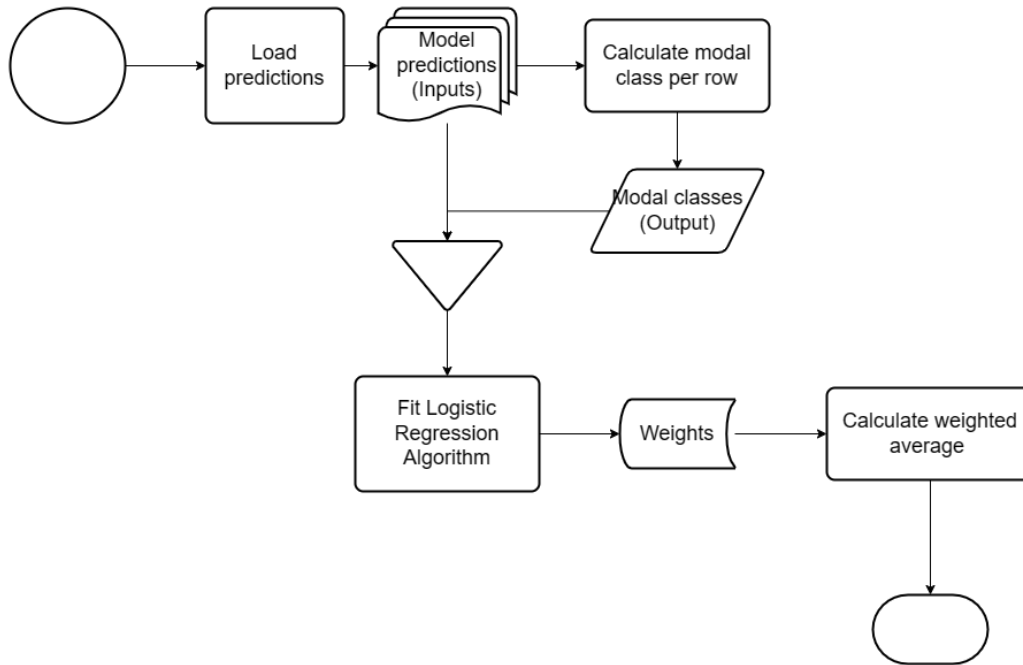 Load
predictions
Model
predictions
(Inputs)
Calculate modal
class per row
Modal classes
(Output)
Fit Logistic
Regression
Algorithm
Weights
Calculate weighted
average